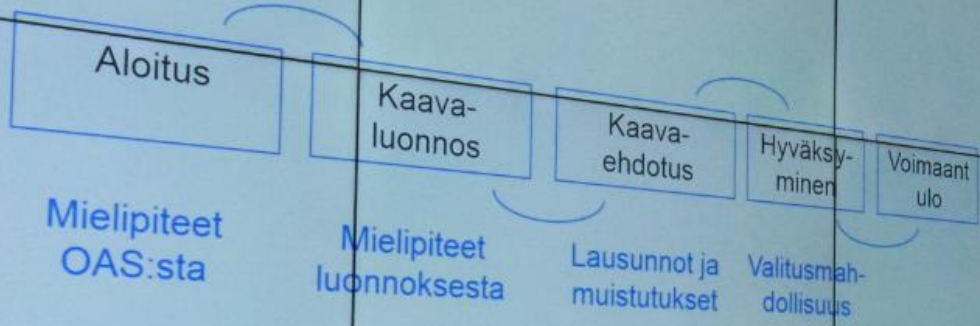 Aloitus
Kaava-
luonnos
Kaava-
ehdotus
Hyväksy-
minen
Voimaant
ulo
Mielipiteet
OAS:sta
Mielipiteet
luonnoksesta
Lausunnot ja
muistutukset
Valitusmah-
dollisuus